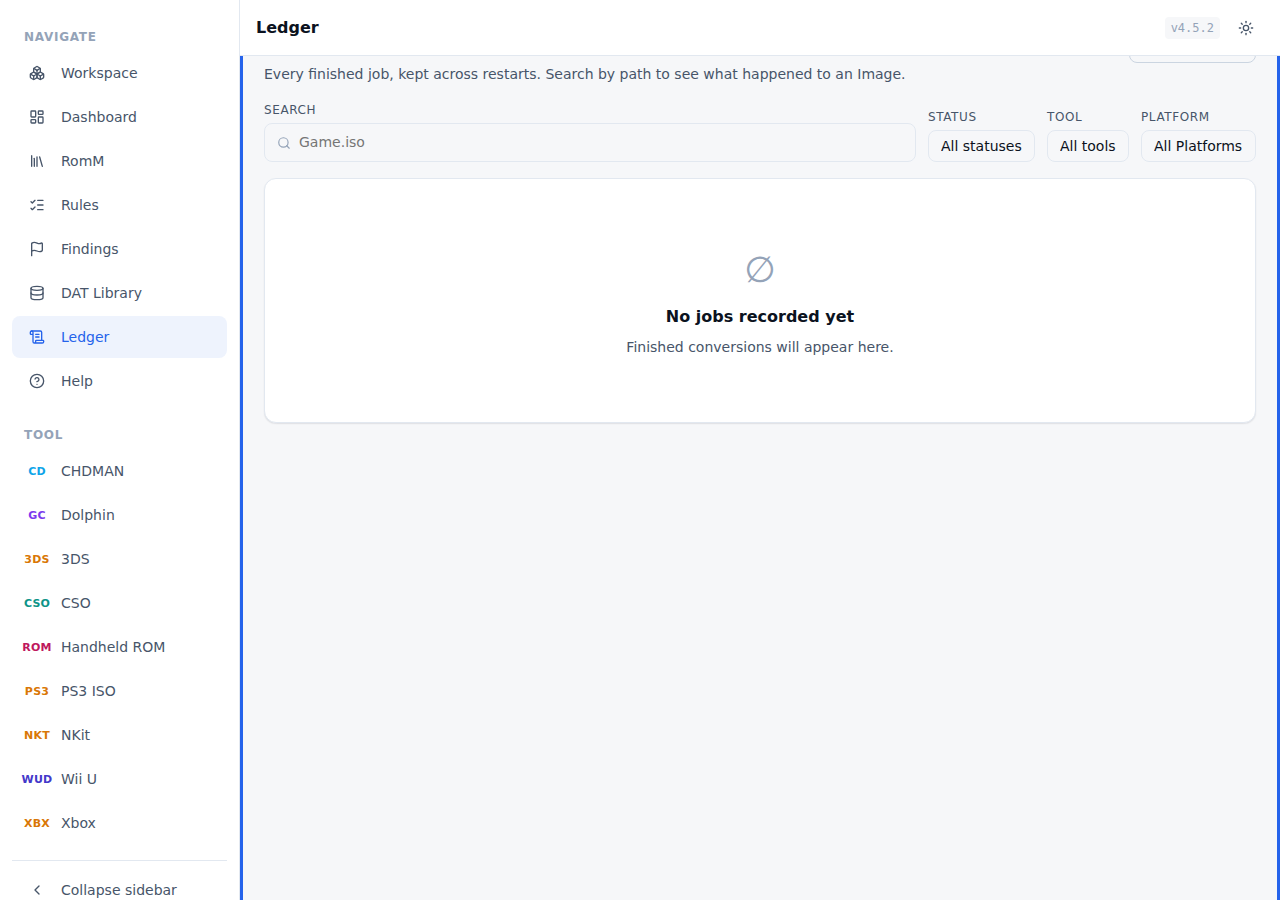 NAVIGATE
Workspace
Dashboard
RomM
Rules
Findings
DAT Library
Ledger
Help
TOOL
CD CHDMAN
GC Dolphin
3DS 3DS
CSO CSO
ROM Handheld ROM
PS3 PS3 ISO
NKT NKit
WUD Wii U
XBX Xbox
Collapse sidebar
Ledger
v4.5.2
Every finished job, kept across restarts. Search by path to see what happened to an Image.
SEARCH
Game.iso
STATUS
All statuses
TOOL
All tools
PLATFORM
All Platforms
No jobs recorded yet
Finished conversions will appear here.